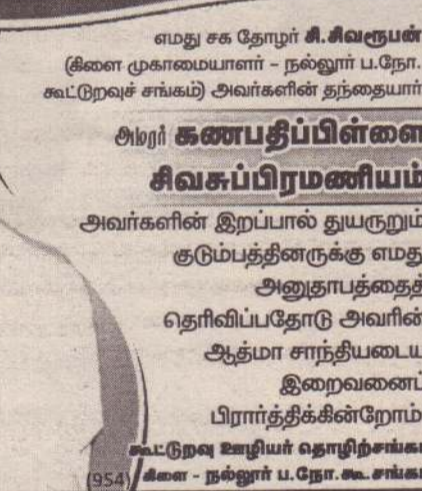 எமது சக தோழர் சி.சிவரூபன்
(கிளை முகாமையாளர் – நல்லூர் ப.நோ.
கூட்டுறவுச் சங்கம்) அவர்களின் தந்தையார்
அமரர் கணபதிப்பிள்ளை
சிவசுப்பிரமணியம்
அவர்களின் இறப்பால் துயருறும்
குடும்பத்தினருக்கு எமது
அனுதாபத்தைத்
தெரிவிப்பதோடு அவரின்
ஆத்மா சாந்தியடைய
இறைவனைப்
பிரார்த்திக்கின்றோம்
கூட்டுறவு ஊழியர் தொழிற்சங்கம்
(954) கிளை - நல்லூர் ப.நோ.கூ.சங்கம்